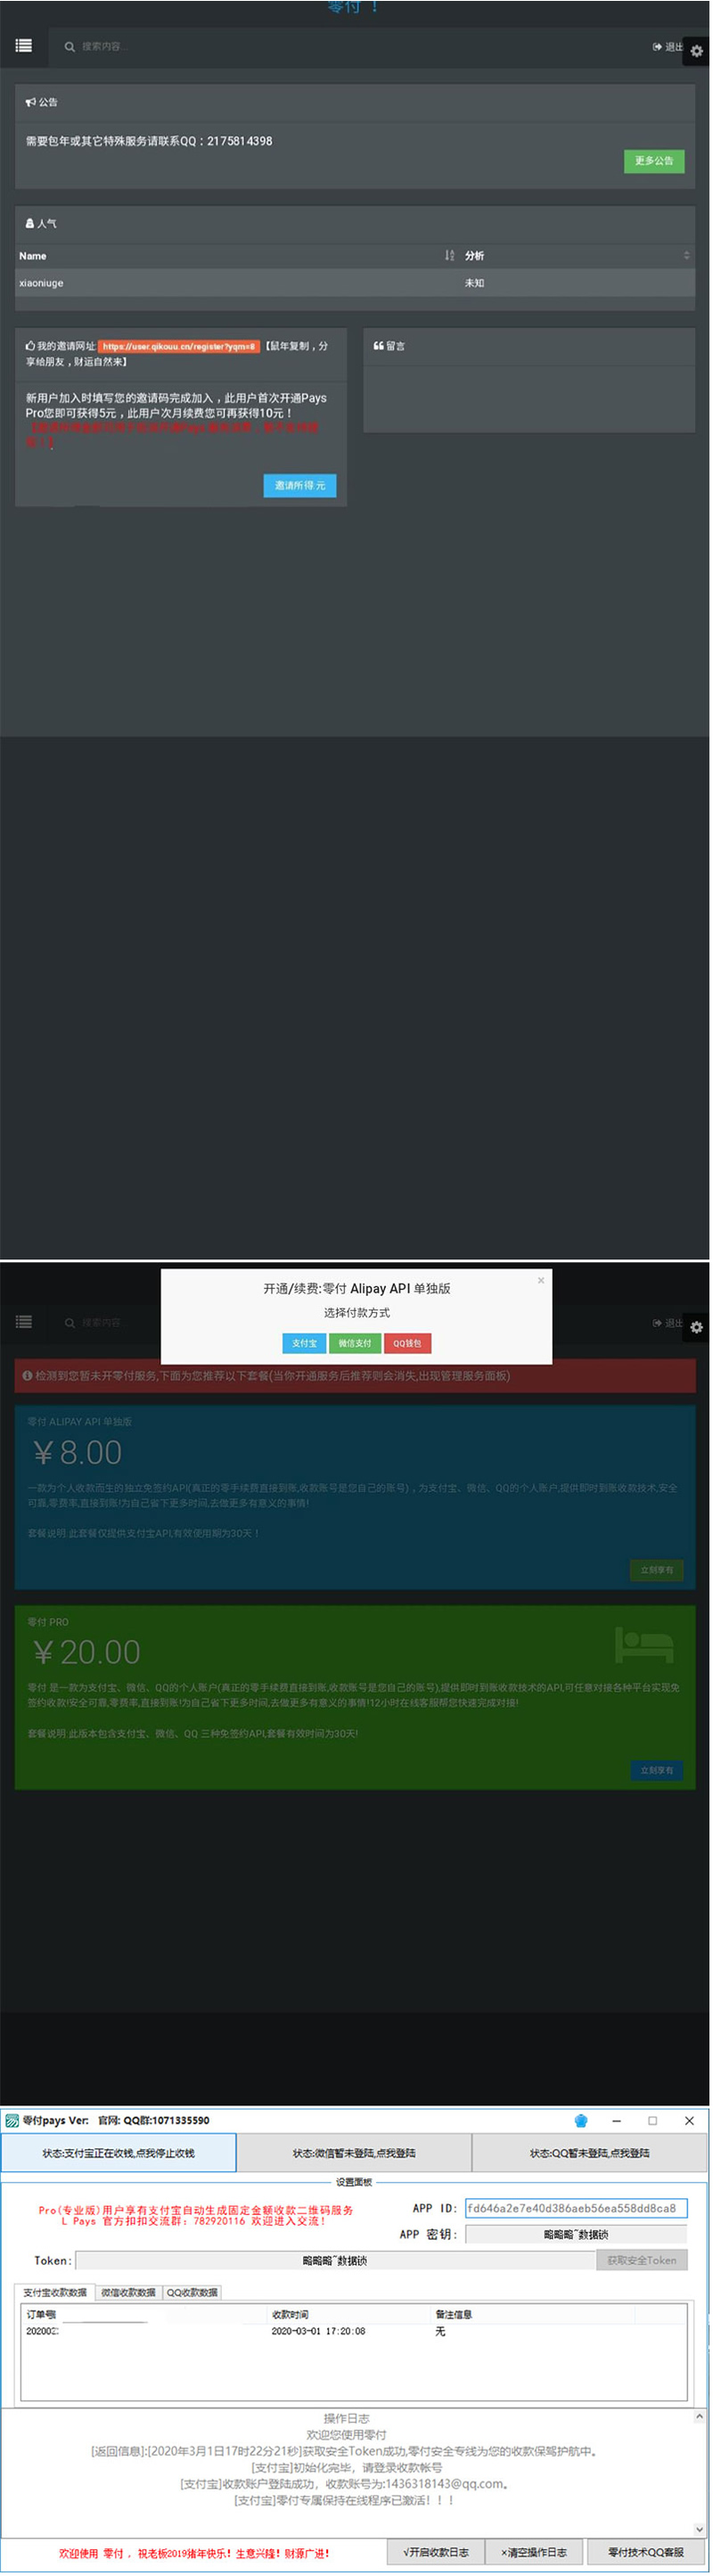 零付 ！
搜索内容...
退出
公告
需要包年或其它特殊服务请联系QQ：2175814398
更多公告
人气
Name
分析
xiaoniuge
未知
我的邀请网址: https://user.qikouu.cn/register?yqm=8 【鼠年复制，分
享给朋友，财运自然来】
留言
新用户加入时填写您的邀请码完成加入，此用户首次开通Pays
Pro您即可获得5元，此用户次月续费您可再获得10元！
邀请所得 元
开通/续费:零付 Alipay API 单独版
×
选择付款方式
支付宝
微信支付
QQ钱包
搜索内容...
退出
检测到您暂未开零付服务,下面为您推荐以下套餐(当你开通服务后推荐则会消失,出现管理服务面板)
零付 ALIPAY API 单独版
￥8.00
一款为个人收款而生的独立免签约API(真正的零手续费直接到账,收款账号是您自己的账号)，为支付宝、微信、QQ的个人账户,提供即时到账收款技术,安全
可靠,零费率,直接到账!为自己省下更多时间,去做更多有意义的事情!
套餐说明:此套餐仅提供支付宝API,有效使用期为30天！
立刻享有
零付 PRO
￥20.00
零付 是一款为支付宝、微信、QQ的个人账户(真正的零手续费直接到账,收款账号是您自己的账号),提供即时到账收款技术的API,可任意对接各种平台实现免
签约收款!安全可靠,零费率,直接到账!为自己省下更多时间,去做更多有意义的事情!12小时在线客服帮您快速完成对接!
套餐说明:此版本包含支付宝、微信、QQ 三种免签约API,套餐有效时间为30天!
立刻享有
零付pays Ver: 官网: QQ群:1071335590
状态:支付宝正在收钱,点我停止收钱
状态:微信暂未登陆,点我登陆
状态:QQ暂未登陆,点我登陆
设置面板
Pro(专业版)用户享有支付宝自动生成固定金额收款二维码服务
L Pays 官方扣扣交流群：782920116 欢迎进入交流！
APP ID: fd646a2e7e40d386aeb56ea558dd8ca8
APP 密钥: 略略略~数据锁
Token: 略略略~数据锁
获取安全Token
支付宝收款数据
微信收款数据
QQ收款数据
订单号
收款时间
备注信息
2020-03-01 17:20:08
无
操作日志
欢迎您使用零付
[返回信息]:[2020年3月1日17时22分21秒]获取安全Token成功,零付安全专线为您的收款保驾护航中。
[支付宝]初始化完毕，请登录收款帐号
[支付宝]收款账户登陆成功，收款账号为:1436318143@qq.com。
[支付宝]零付专属保持在线程序已激活！！！
欢迎使用 零付 ，祝老板2019猪年快乐！生意兴隆！财源广进！
√开启收款日志
×清空操作日志
零付技术QQ客服